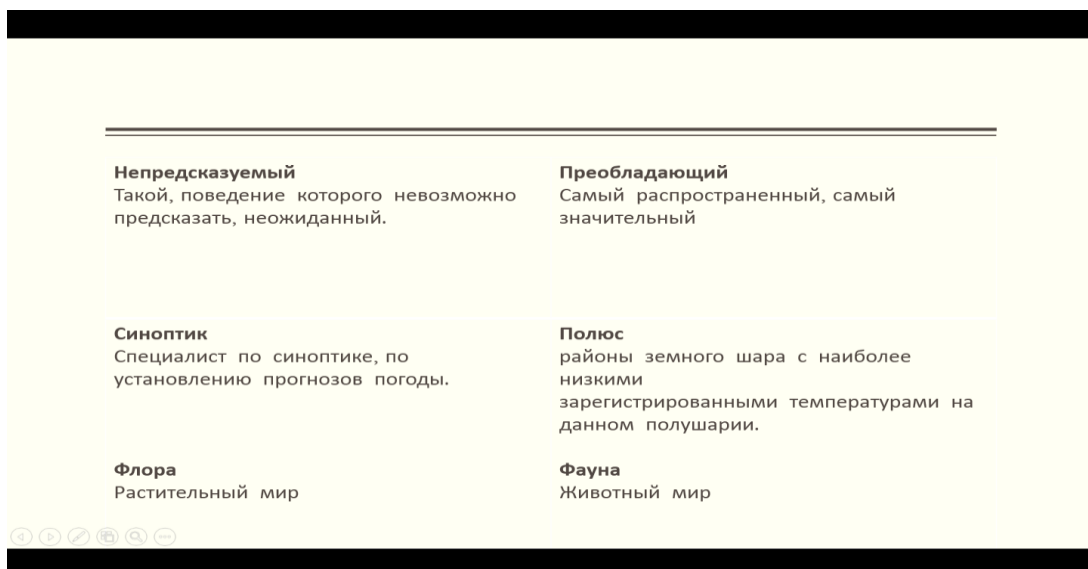 Непредсказуемый
Такой, поведение которого невозможно
предсказать, неожиданный.
Преобладающий
Самый распространенный, самый
значительный
Синоптик
Специалист по синоптике, по
установлению прогнозов погоды.
Полюс
районы земного шара с наиболее
низкими
зарегистрированными температурами на
данном полушарии.
Флора
Растительный мир
Фауна
Животный мир